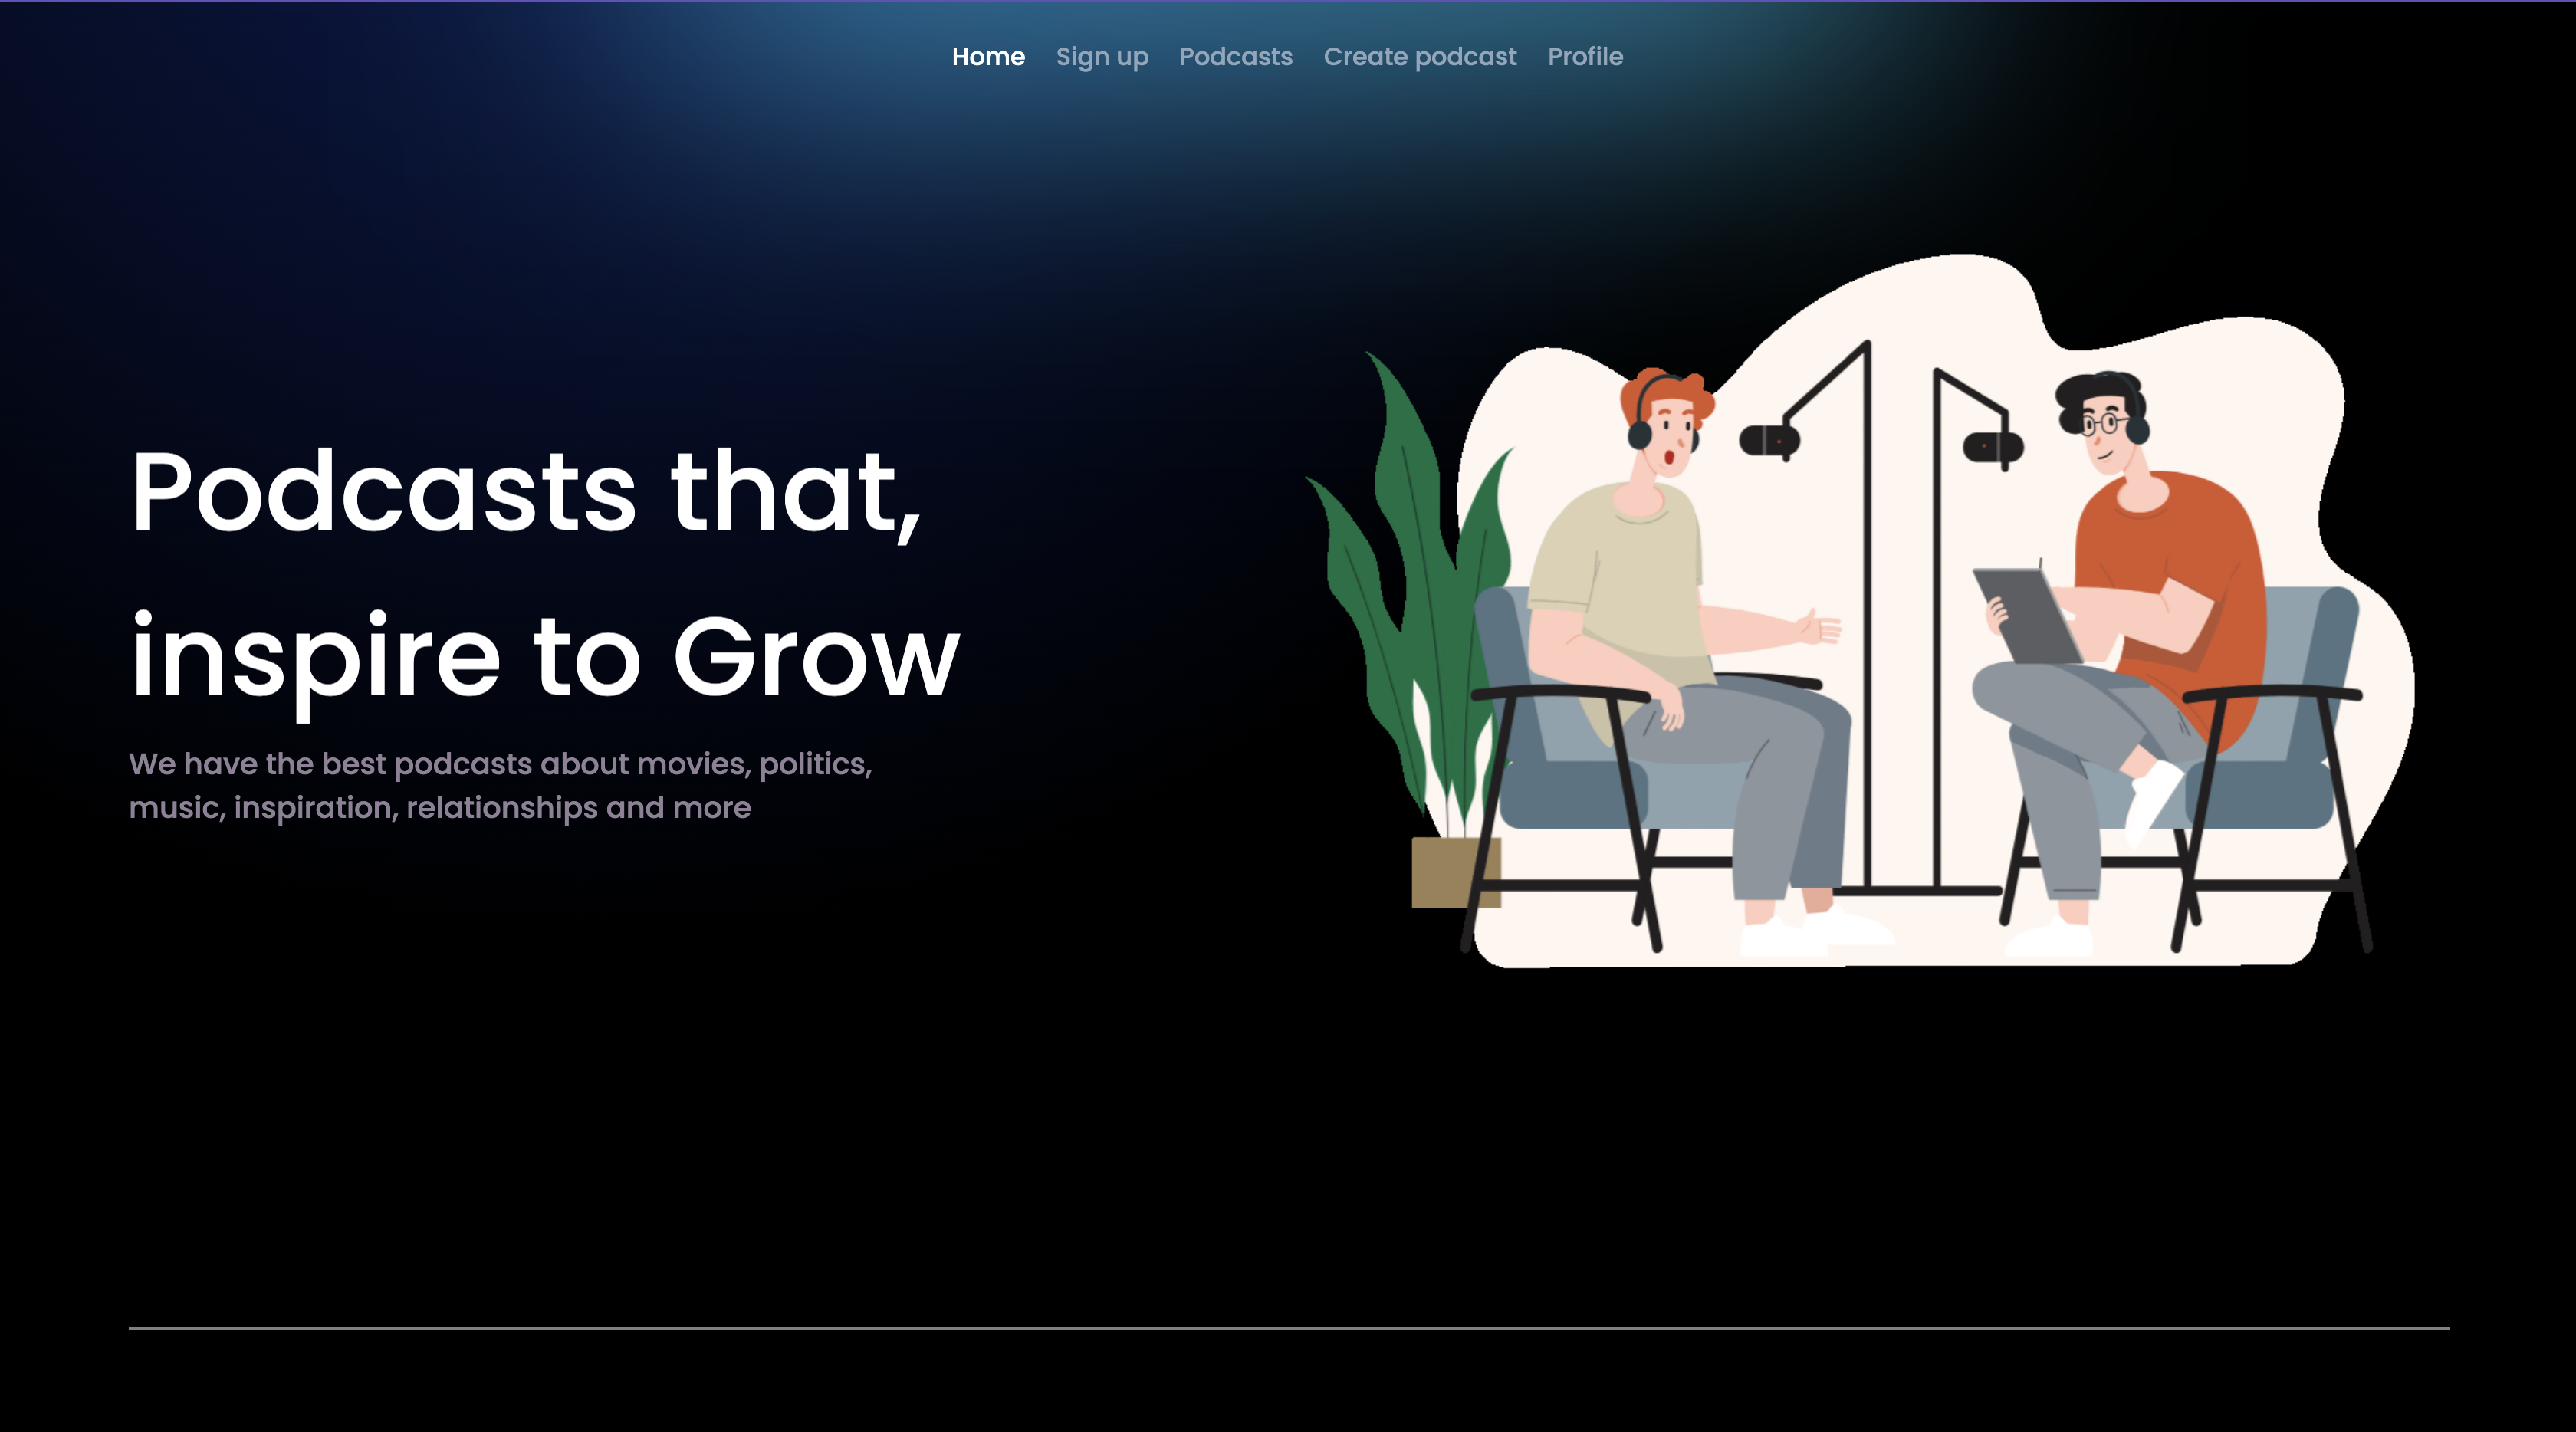 Home Sign up Podcasts Create podcast Profile
Podcasts that,
inspire to Grow
We have the best podcasts about movies, politics,
music, inspiration, relationships and more